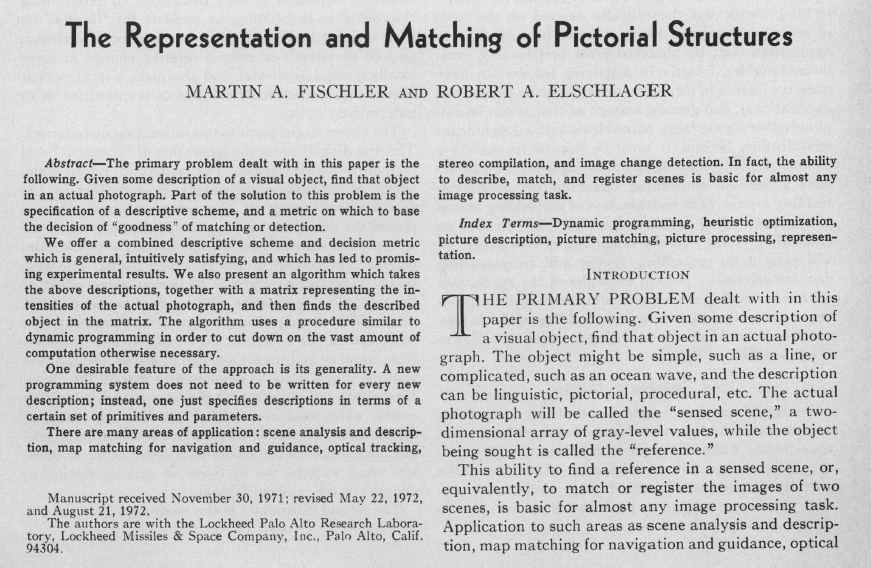 The Representation and Matching of Pictorial Structures
MARTIN A. FISCHLER AND ROBERT A. ELSCHLAGER
Abstract—The primary problem dealt with in this paper is the
following. Given some description of a visual object, find that object
in an actual photograph. Part of the solution to this problem is the
specification of a descriptive scheme, and a metric on which to base
the decision of "goodness" of matching or detection.
We offer a combined descriptive scheme and decision metric
which is general, intuitively satisfying, and which has led to promis-
ing experimental results. We also present an algorithm which takes
the above descriptions, together with a matrix representing the in-
tensities of the actual photograph, and then finds the described
object in the matrix. The algorithm uses a procedure similar to
dynamic programming in order to cut down on the vast amount of
computation otherwise necessary.
One desirable feature of the approach is its generality. A new
programming system does not need to be written for every new
description; instead, one just specifies descriptions in terms of a
certain set of primitives and parameters.
There are many areas of application: scene analysis and descrip-
tion, map matching for navigation and guidance, optical tracking,
Manuscript received November 30, 1971; revised May 22, 1972,
and August 21, 1972.
The authors are with the Lockheed Palo Alto Research Labora-
tory, Lockheed Missiles & Space Company, Inc., Palo Alto, Calif.
94304.
stereo compilation, and image change detection. In fact, the ability
to describe, match, and register scenes is basic for almost any
image processing task.
Index Terms—Dynamic programming, heuristic optimization,
picture description, picture matching, picture processing, represen-
tation.
INTRODUCTION
THE PRIMARY PROBLEM dealt with in this
paper is the following. Given some description of
a visual object, find that object in an actual photo-
graph. The object might be simple, such as a line, or
complicated, such as an ocean wave, and the description
can be linguistic, pictorial, procedural, etc. The actual
photograph will be called the "sensed scene," a two-
dimensional array of gray-level values, while the object
being sought is called the "reference."
This ability to find a reference in a sensed scene, or,
equivalently, to match or register the images of two
scenes, is basic for almost any image processing task.
Application to such areas as scene analysis and descrip-
tion, map matching for navigation and guidance, optical